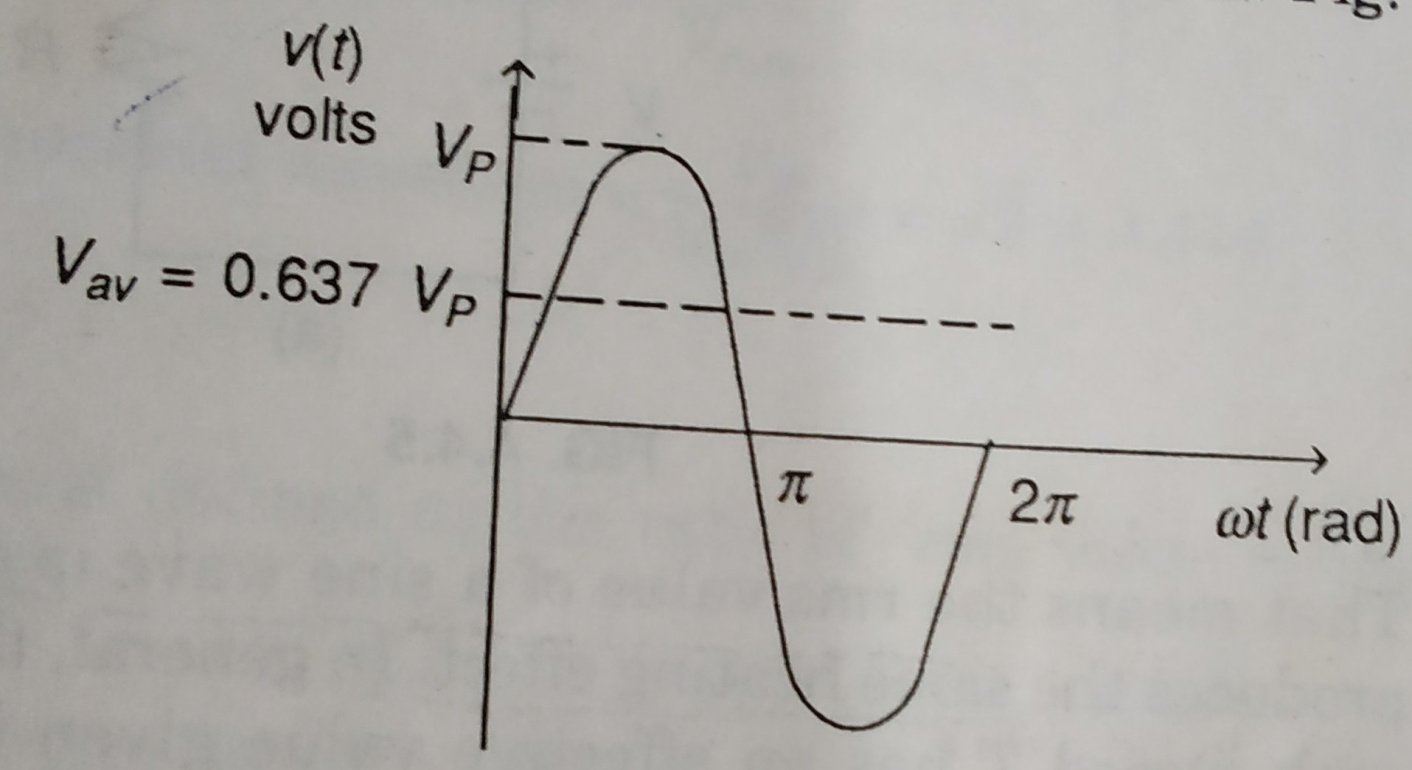 v(t)
volts
V_P
V_av = 0.637 V_P
π
2π
ωt (rad)